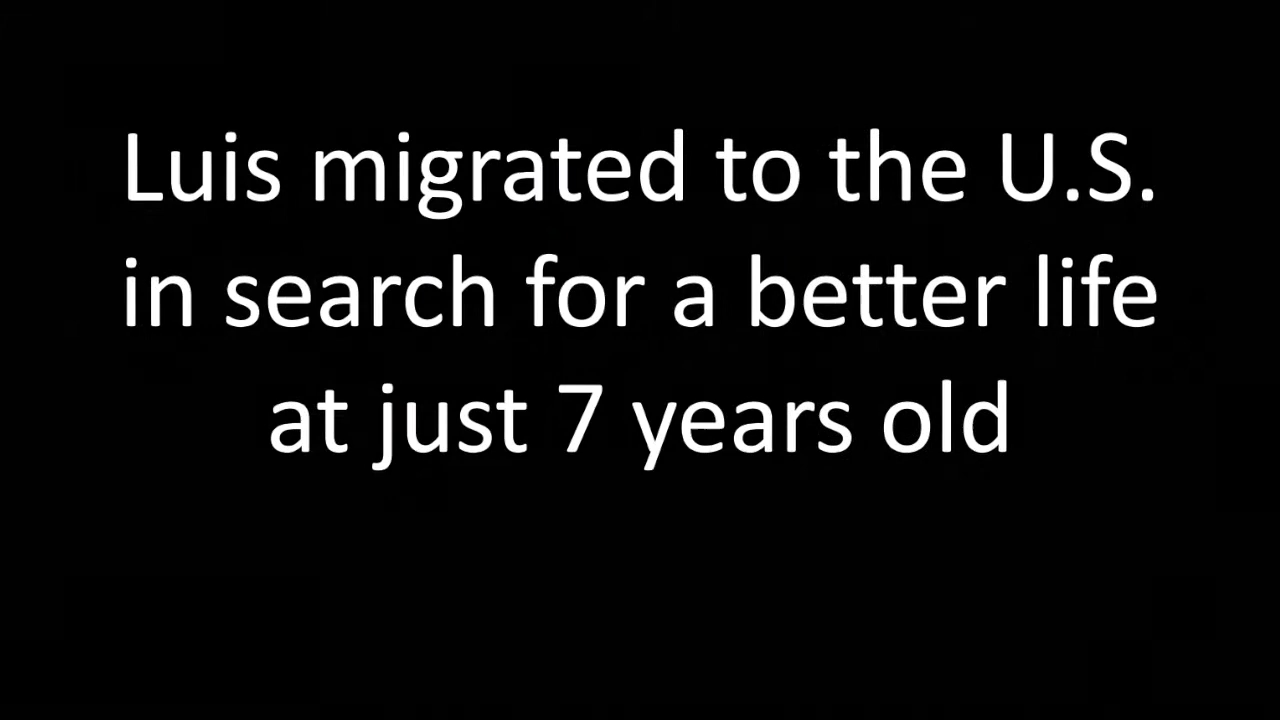 Luis migrated to the U.S.
in search for a better life
at just 7 years old